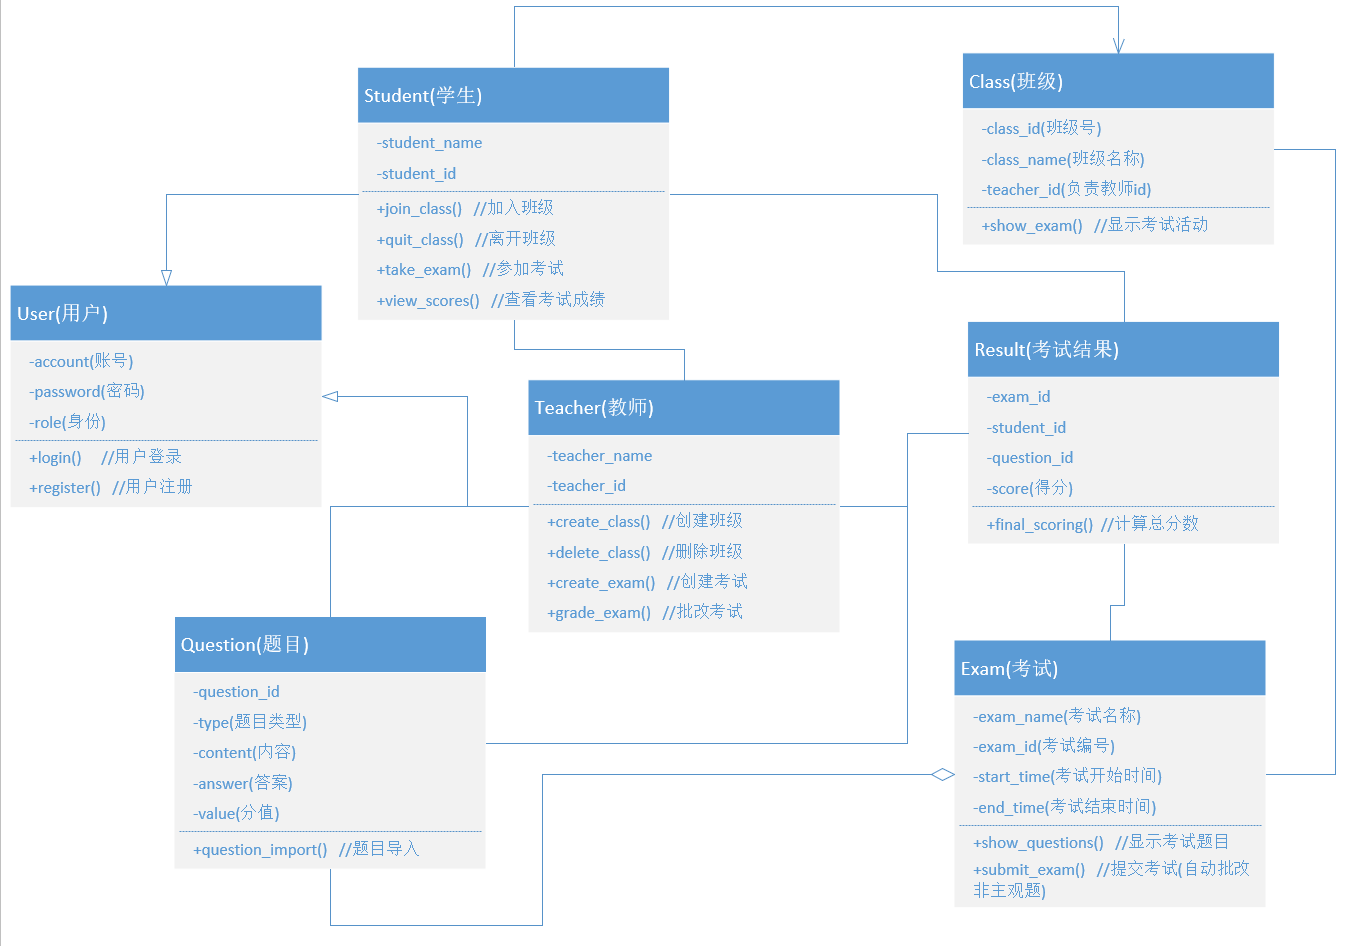 Student(学生)
-student_name
-student_id
+join_class() //加入班级
+quit_class() //离开班级
+take_exam() //参加考试
+view_scores() //查看考试成绩
Class(班级)
-class_id(班级号)
-class_name(班级名称)
-teacher_id(负责教师id)
+show_exam() //显示考试活动
User(用户)
-account(账号)
-password(密码)
-role(身份)
+login() //用户登录
+register() //用户注册
Teacher(教师)
-teacher_name
-teacher_id
+create_class() //创建班级
+delete_class() //删除班级
+create_exam() //创建考试
+grade_exam() //批改考试
Result(考试结果)
-exam_id
-student_id
-question_id
-score(得分)
+final_scoring() //计算总分数
Question(题目)
-question_id
-type(题目类型)
-content(内容)
-answer(答案)
-value(分值)
+question_import() //题目导入
Exam(考试)
-exam_name(考试名称)
-exam_id(考试编号)
-start_time(考试开始时间)
-end_time(考试结束时间)
+show_questions() //显示考试题目
+submit_exam() //提交考试(自动批改
非主观题)